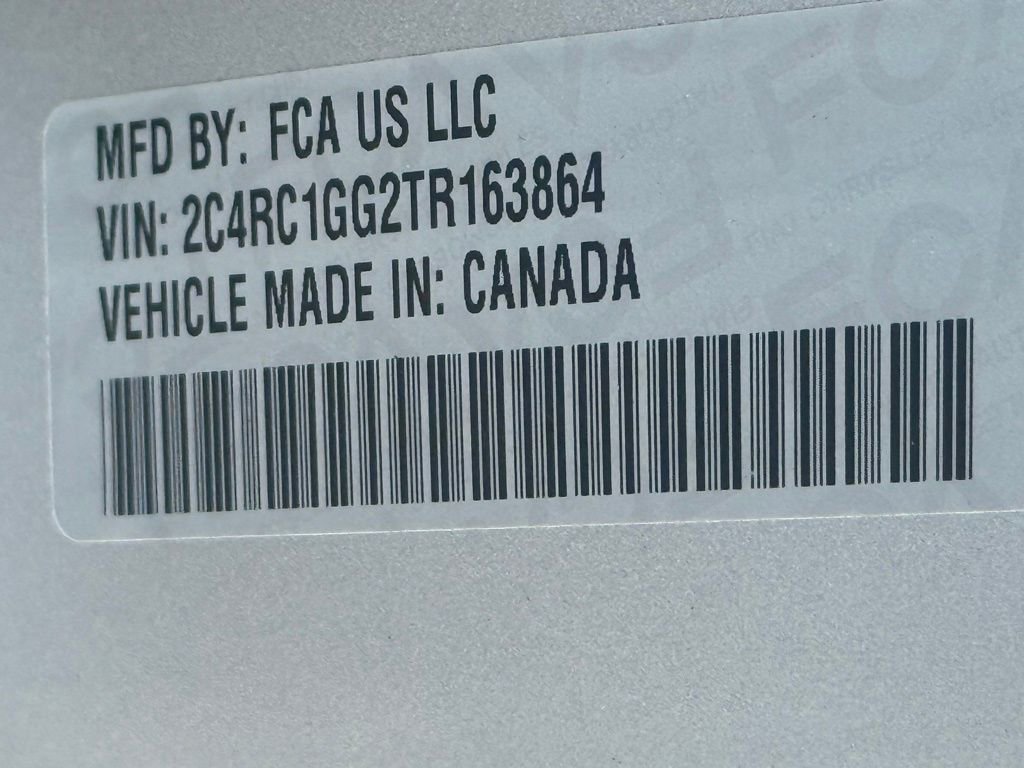 MFD BY: FCA US LLC
VIN: 2C4RC1GG2TR163864
VEHICLE MADE IN: CANADA